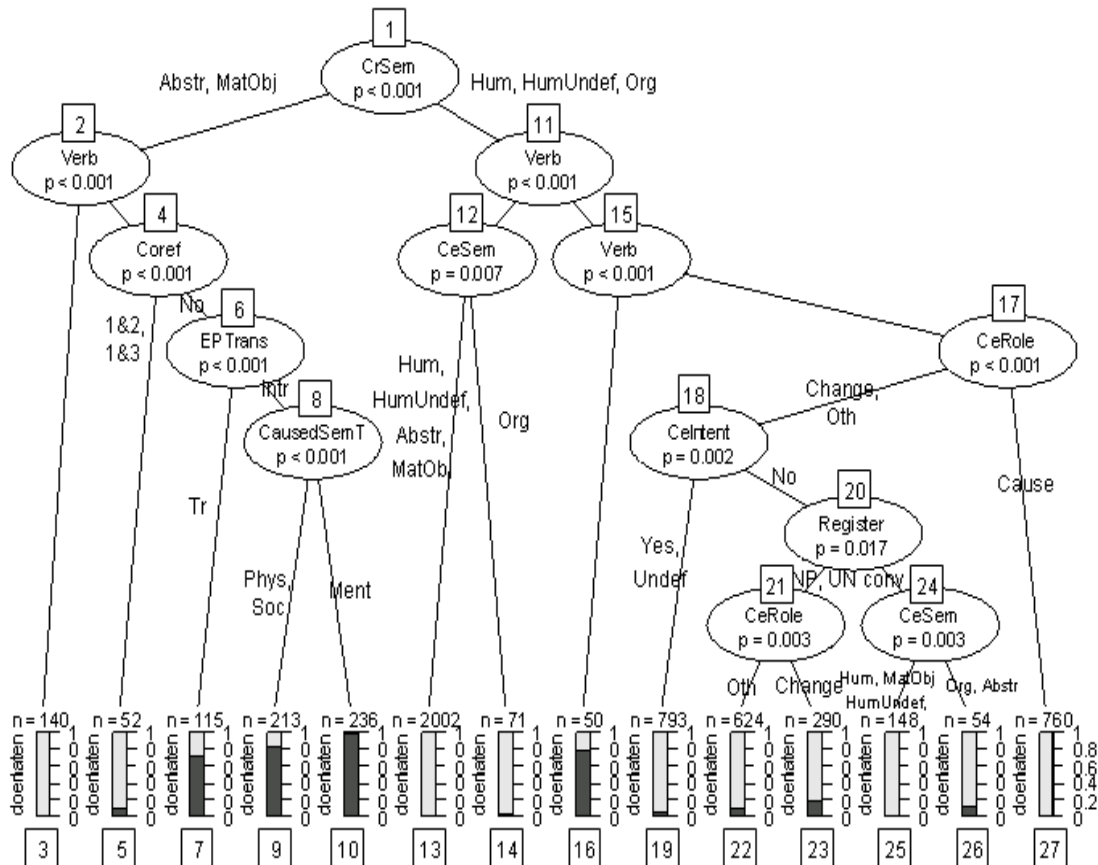 1
CrSem
p < 0.001
Abstr, MatObj
Hum, HumUndef, Org
2
Verb
p < 0.001
11
Verb
p < 0.001
4
Coref
p < 0.001
12
CeSem
p = 0.007
15
Verb
p < 0.001
1&2,
1&3
No
6
EPTrans
p < 0.001
17
CeRole
p < 0.001
Intr
8
CausedSemT
p < 0.001
Hum,
HumUndef,
Abstr,
MatOb,
Org
Change,
Oth
18
CeIntent
p = 0.002
No
Cause
Tr
20
Register
p = 0.017
Yes,
Undef
Phys,
Soc
Ment
NP, UN
conv
21
CeRole
p = 0.003
24
CeSem
p = 0.003
Oth
Change
Hum, MatObj
HumUndef,
Org, Abstr
n = 140
n = 52
n = 115
n = 213
n = 236
n = 2002
n = 71
n = 50
n = 793
n = 624
n = 290
n = 148
n = 54
n = 760
1
0.8
0.6
0.4
0.2
0
3
5
7
9
10
13
14
16
19
22
23
25
26
27